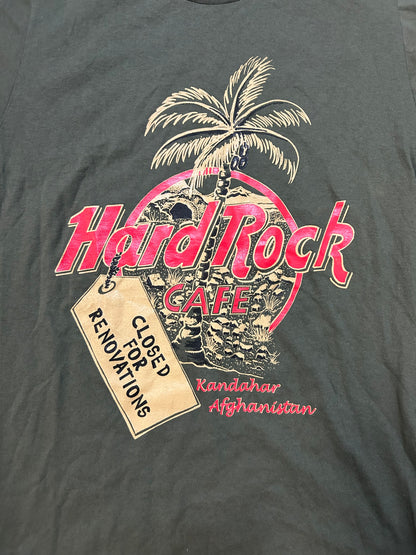 Hard Rock
CAFE
CLOSED
FOR
RENOVATIONS
Kandahar
Afghanistan